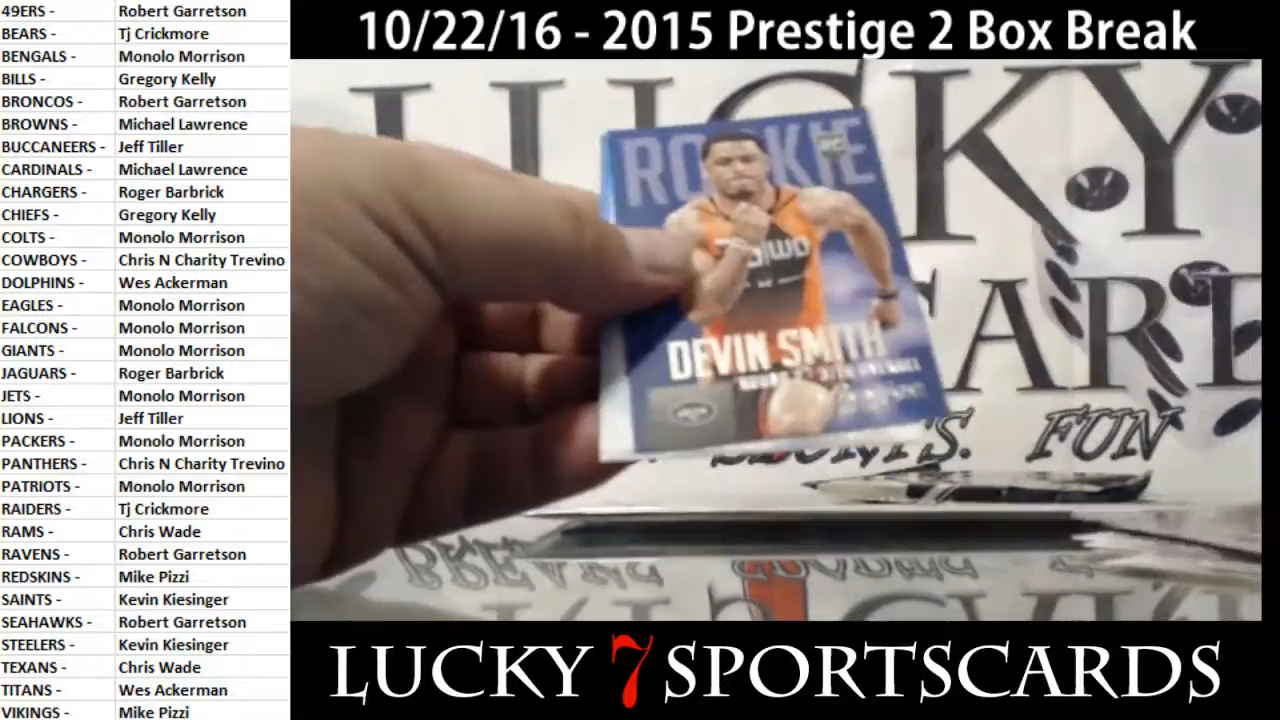 49ERS - Robert Garretson
BEARS - Tj Crickmore
BENGALS - Monolo Morrison
BILLS - Gregory Kelly
BRONCOS - Robert Garretson
BROWNS - Michael Lawrence
BUCCANEERS - Jeff Tiller
CARDINALS - Michael Lawrence
CHARGERS - Roger Barbrick
CHIEFS - Gregory Kelly
COLTS - Monolo Morrison
COWBOYS - Chris N Charity Trevino
DOLPHINS - Wes Ackerman
EAGLES - Monolo Morrison
FALCONS - Monolo Morrison
GIANTS - Monolo Morrison
JAGUARS - Roger Barbrick
JETS - Monolo Morrison
LIONS - Jeff Tiller
PACKERS - Monolo Morrison
PANTHERS - Chris N Charity Trevino
PATRIOTS - Monolo Morrison
RAIDERS - Tj Crickmore
RAMS - Chris Wade
RAVENS - Robert Garretson
REDSKINS - Mike Pizzi
SAINTS - Kevin Kiesinger
SEAHAWKS - Robert Garretson
STEELERS - Kevin Kiesinger
TEXANS - Chris Wade
TITANS - Wes Ackerman
VIKINGS - Mike Pizzi
10/22/16 - 2015 Prestige 2 Box Break
LUCKY
ROOKIE
DEVIN SMITH
CARD
FUN
LUCKY 7 SPORTSCARDS